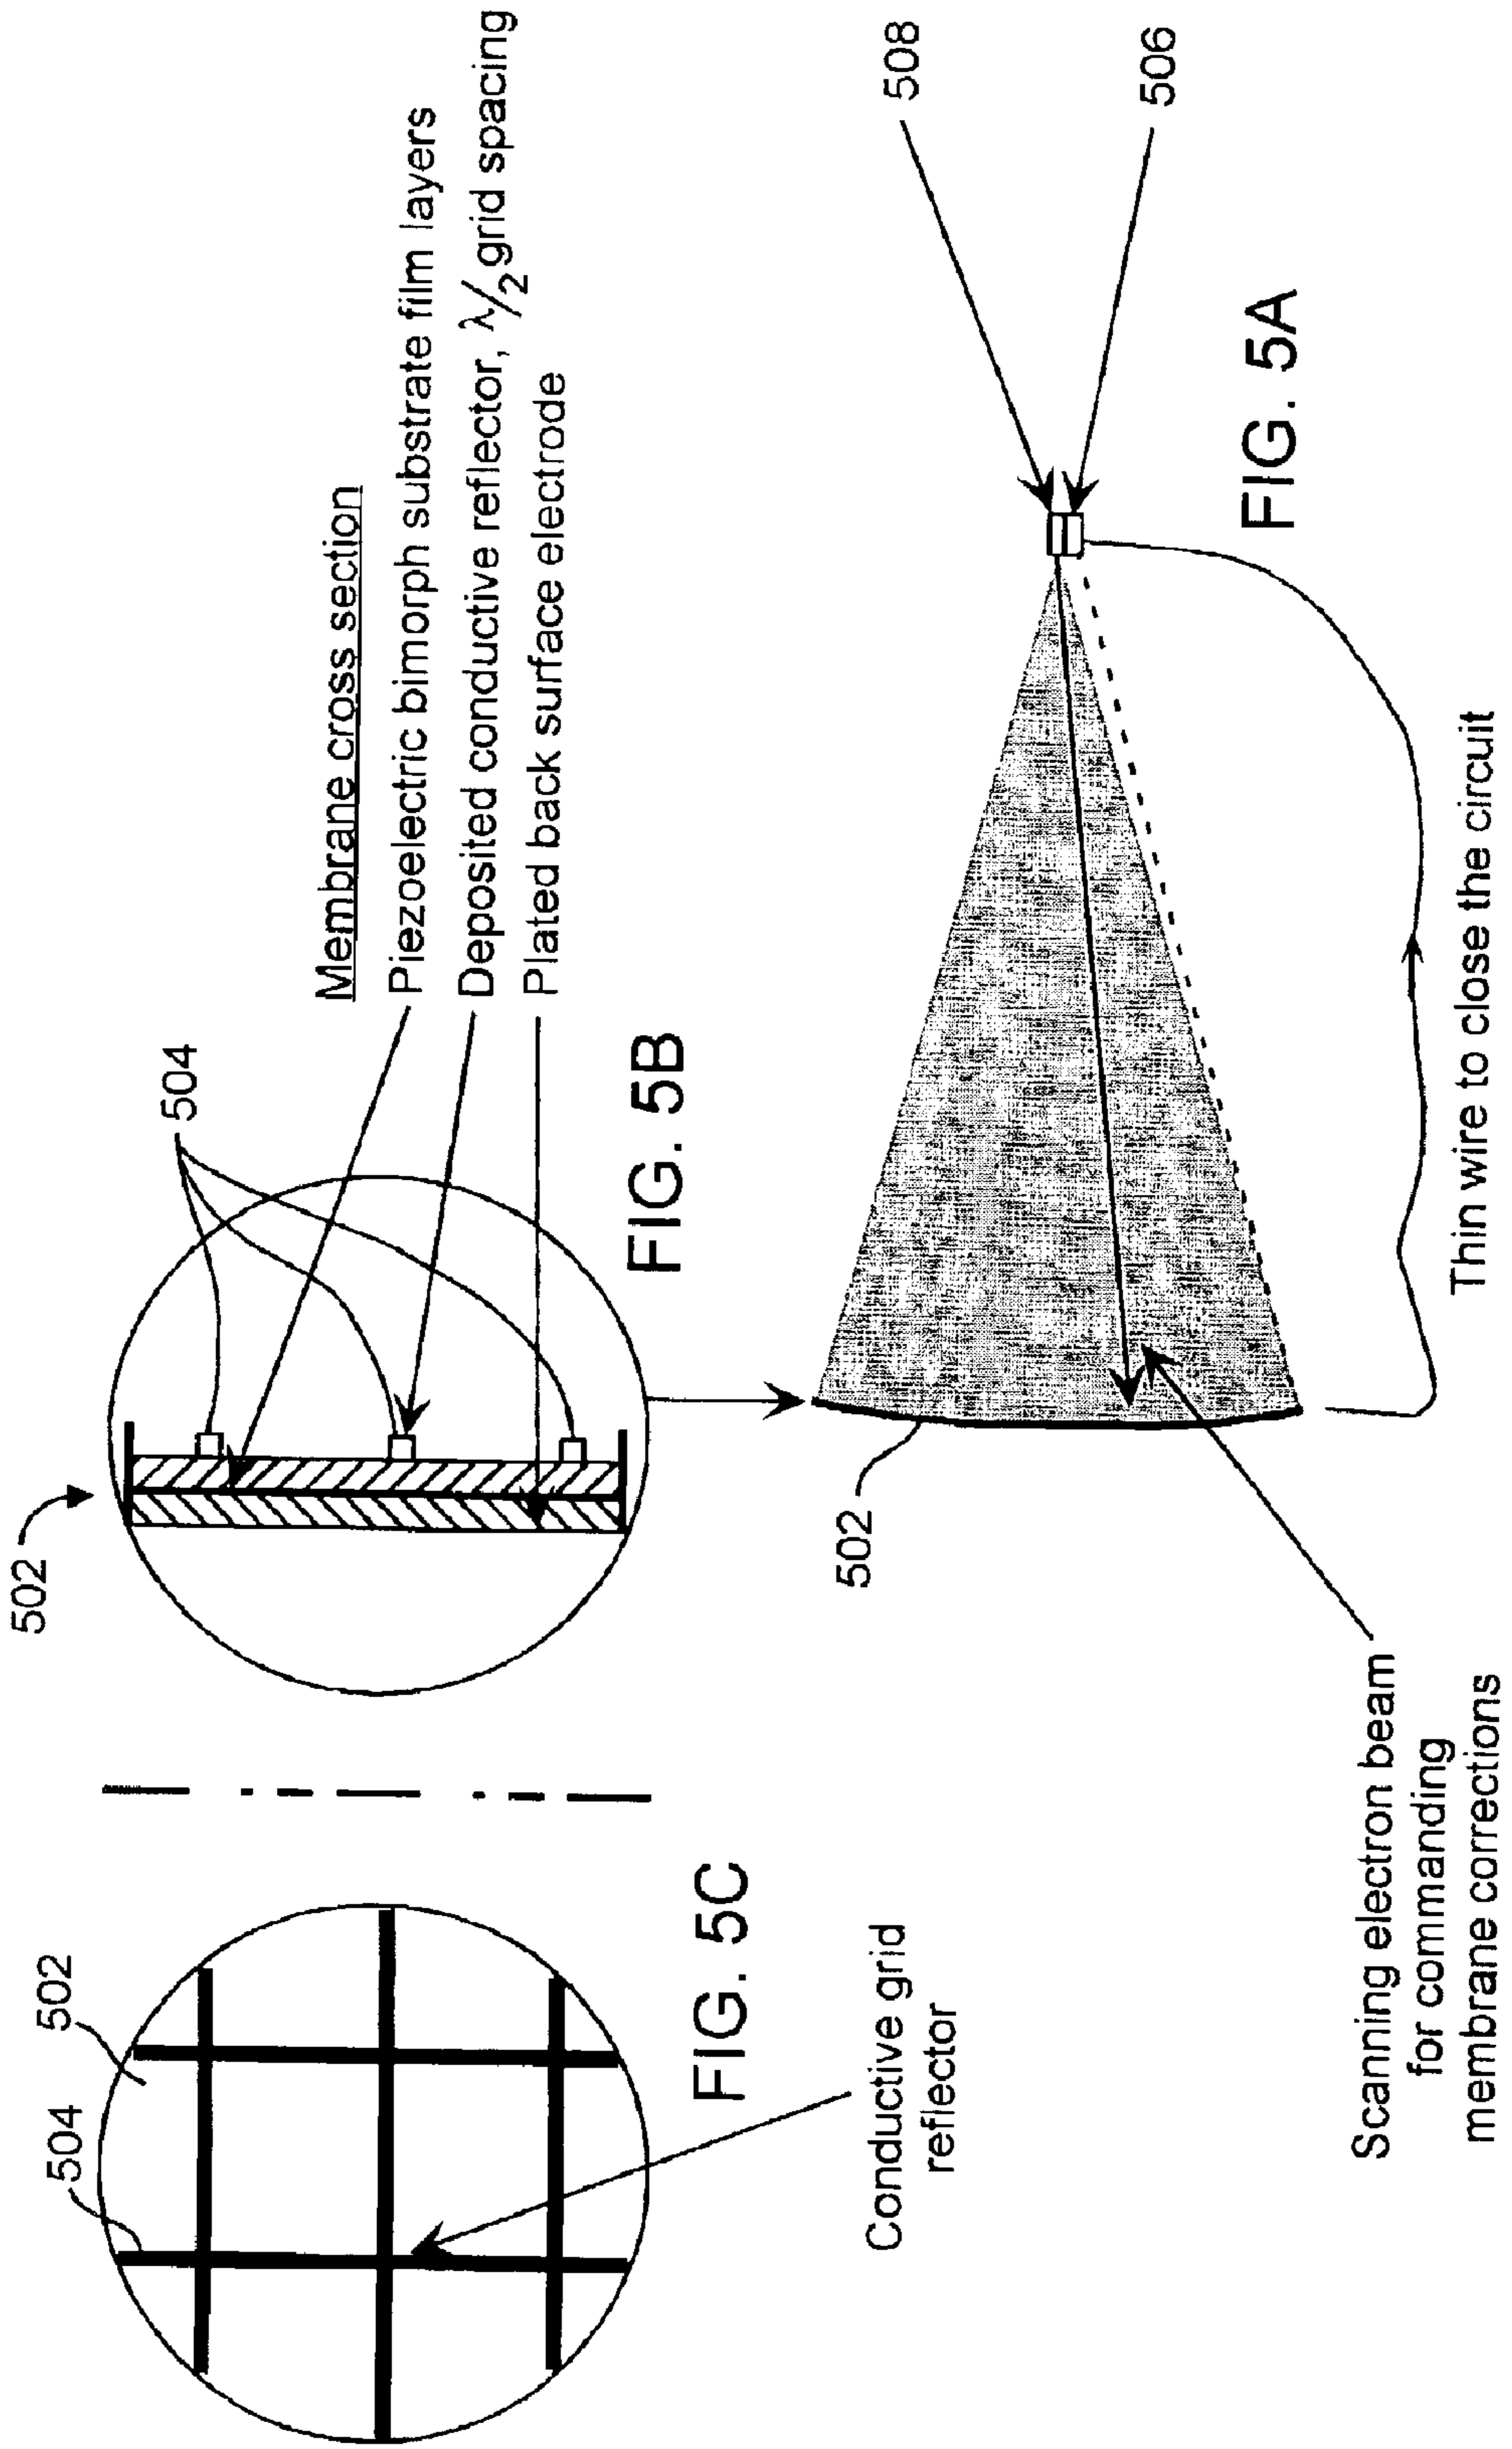 502
504
Membrane cross section
Piezoelectric bimorph substrate film layers
Deposited conductive reflector, λ/2 grid spacing
Plated back surface electrode
FIG. 5B
504
502
FIG. 5C
Conductive grid
reflector
508
506
FIG. 5A
502
Thin wire to close the circuit
Scanning electron beam
for commanding
membrane corrections